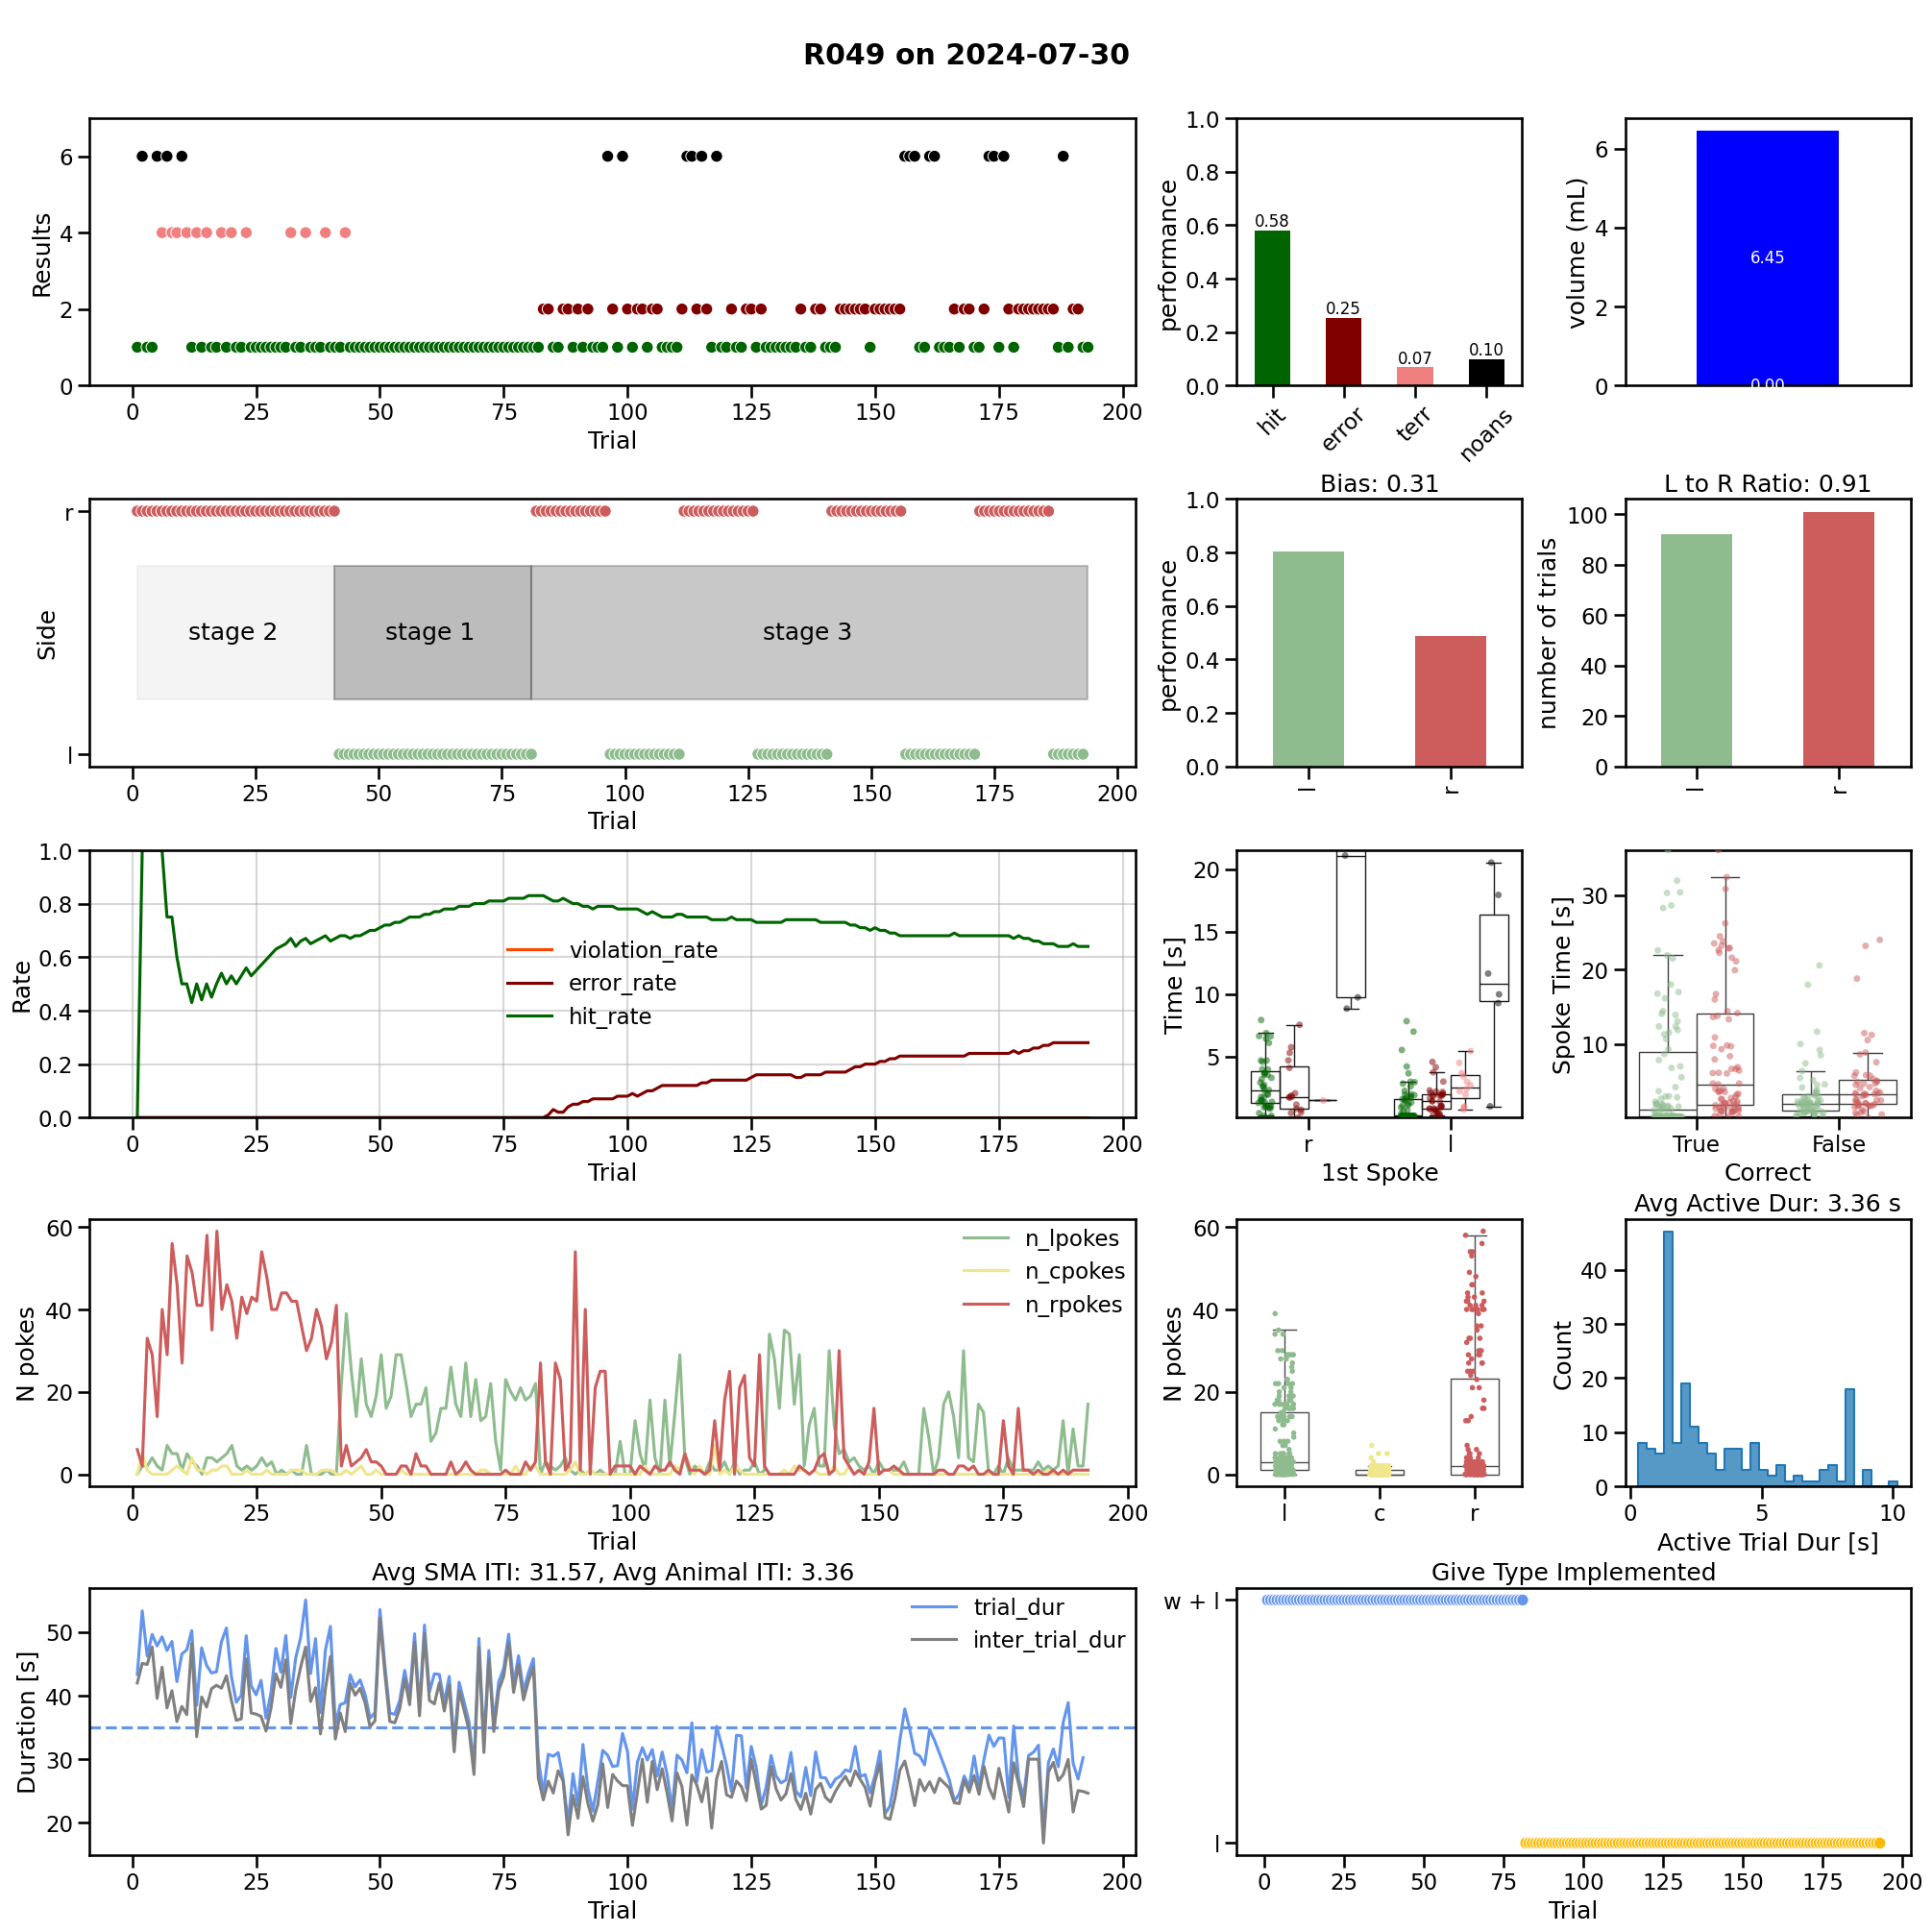 R049 on 2024-07-30
Results
6
4
2
0
0 25 50 75 100 125 150 175 200
Trial
performance
1.0
0.8
0.6
0.4
0.2
0.0
0.58
0.25
0.07
0.10
hit error terr noans
volume (mL)
6
4
2
0
6.45
0.00
Side
r
l
stage 2 stage 1 stage 3
0 25 50 75 100 125 150 175 200
Trial
Bias: 0.31
performance
1.0
0.8
0.6
0.4
0.2
0.0
l r
L to R Ratio: 0.91
number of trials
100
80
60
40
20
0
l r
Rate
1.0
0.8
0.6
0.4
0.2
0.0
violation_rate
error_rate
hit_rate
0 25 50 75 100 125 150 175 200
Trial
Time [s]
20
15
10
5
r l
1st Spoke
Spoke Time [s]
30
20
10
True False
Correct
N pokes
60
40
20
0
n_lpokes
n_cpokes
n_rpokes
0 25 50 75 100 125 150 175 200
Trial
N pokes
60
40
20
0
l c r
Avg Active Dur: 3.36 s
Count
40
30
20
10
0
0 5 10
Active Trial Dur [s]
Avg SMA ITI: 31.57, Avg Animal ITI: 3.36
Duration [s]
50
40
30
20
trial_dur
inter_trial_dur
0 25 50 75 100 125 150 175 200
Trial
Give Type Implemented
w + l
l
0 25 50 75 100 125 150 175 200
Trial